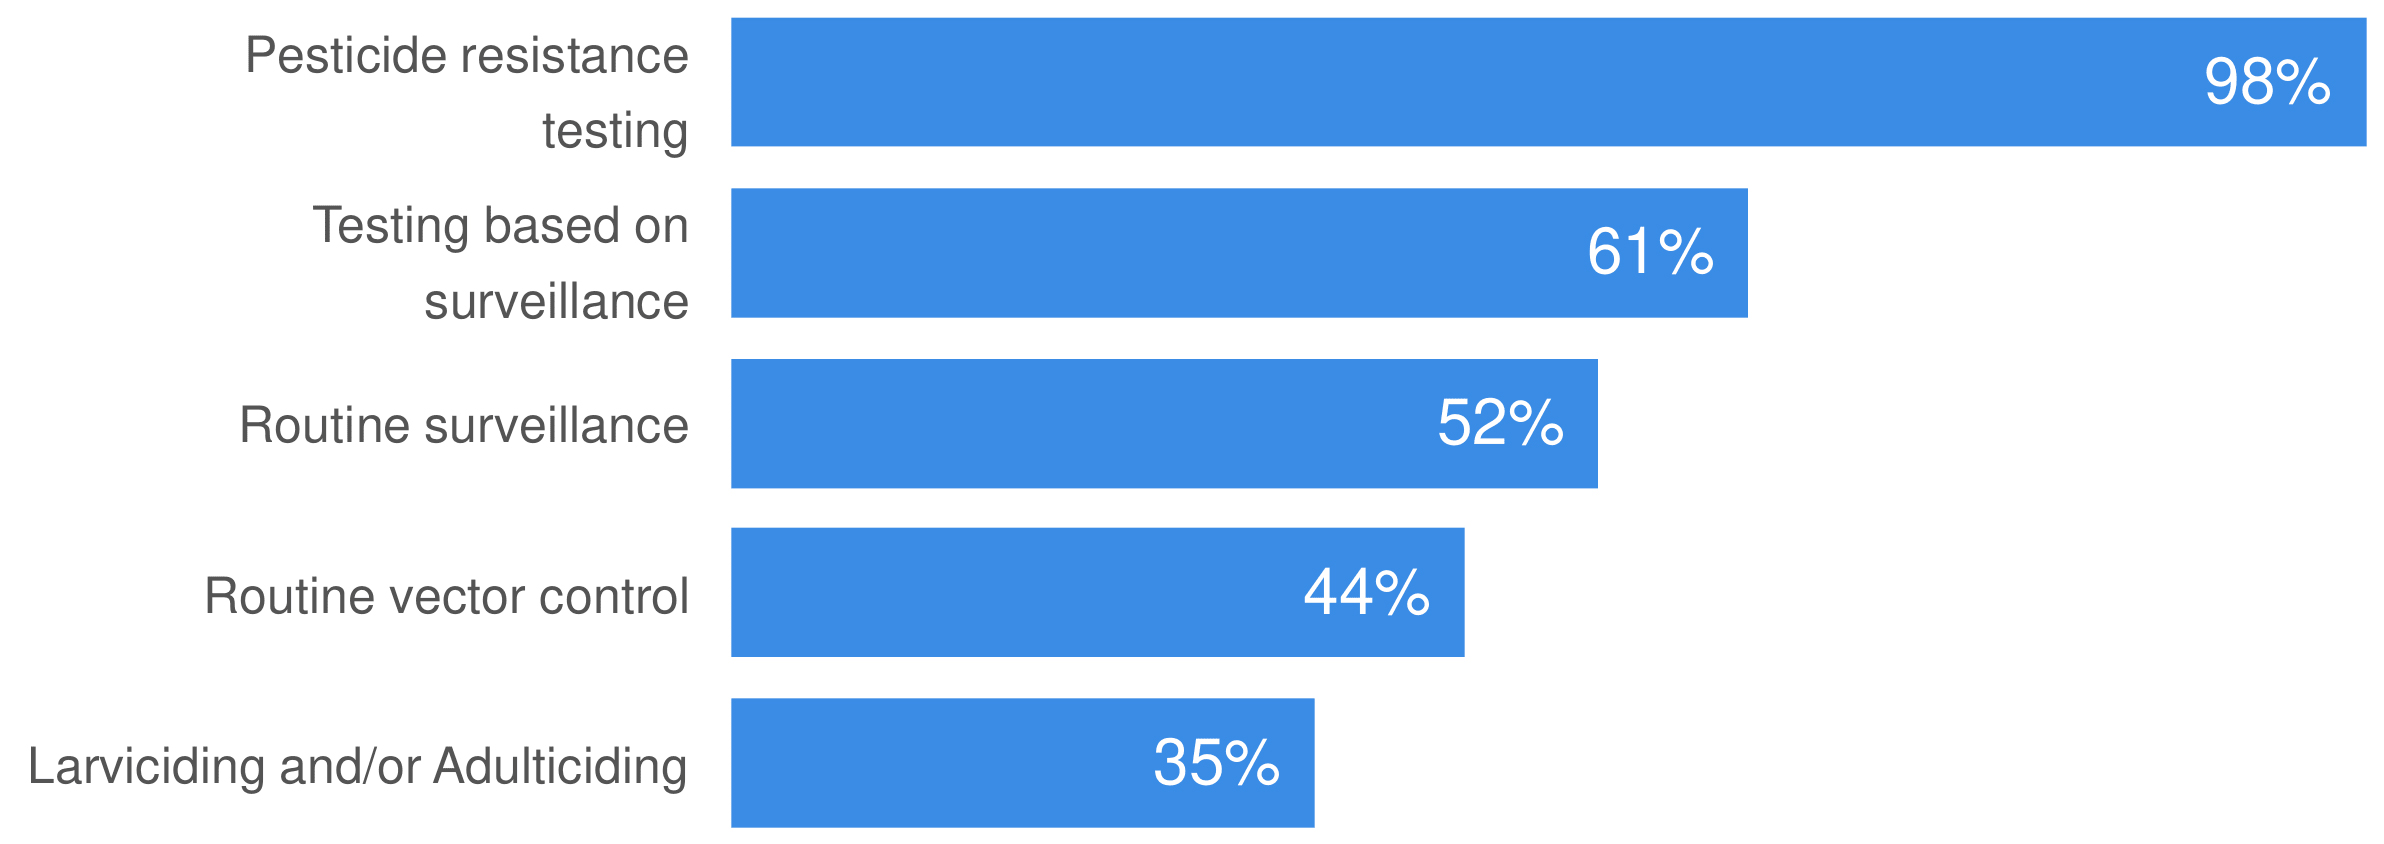 Pesticide resistance
testing
98%
Testing based on
surveillance
61%
Routine surveillance
52%
Routine vector control
44%
Larviciding and/or Adulticiding
35%